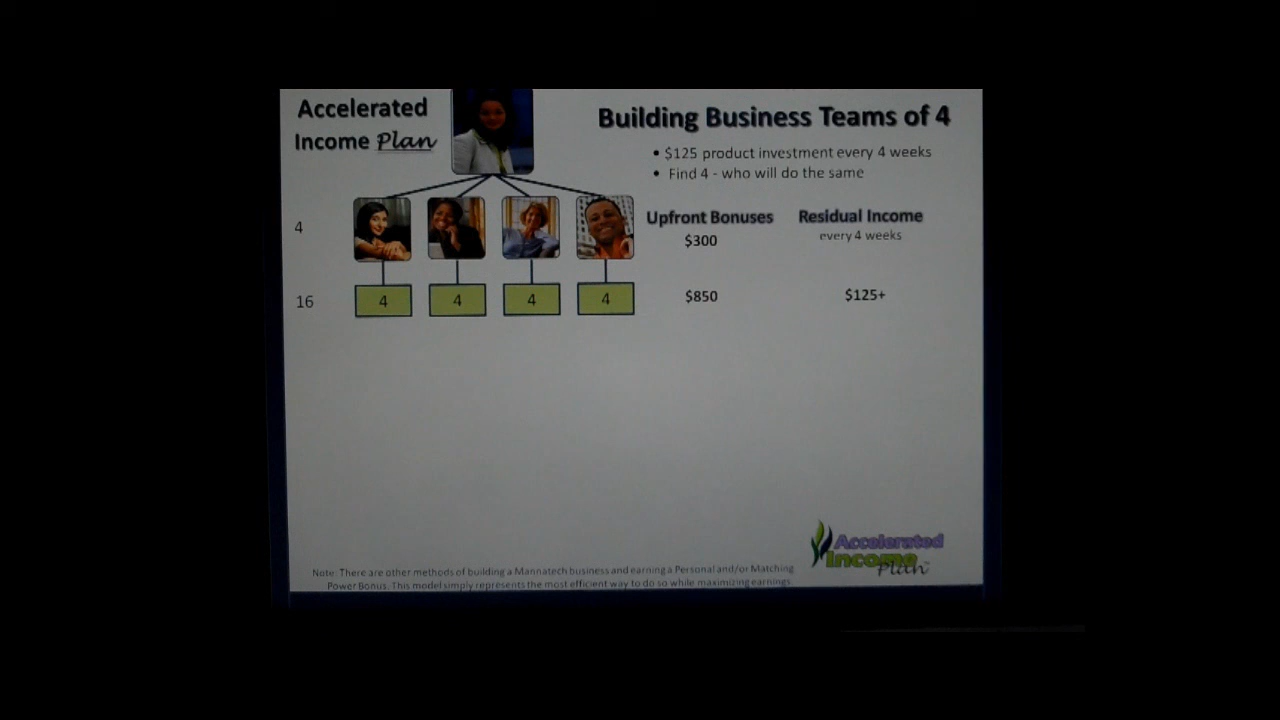 Accelerated
Income Plan
Building Business Teams of 4
• $125 product investment every 4 weeks
• Find 4 - who will do the same
Upfront Bonuses Residual Income
every 4 weeks
4 $300
16 4 4 4 4 $850 $125+
Accelerated
Income
Plan
Note: There are other methods of building a Mannatech business and earning a Personal and/or Matching
Power Bonus. This model simply represents the most efficient way to do so while maximizing earnings.